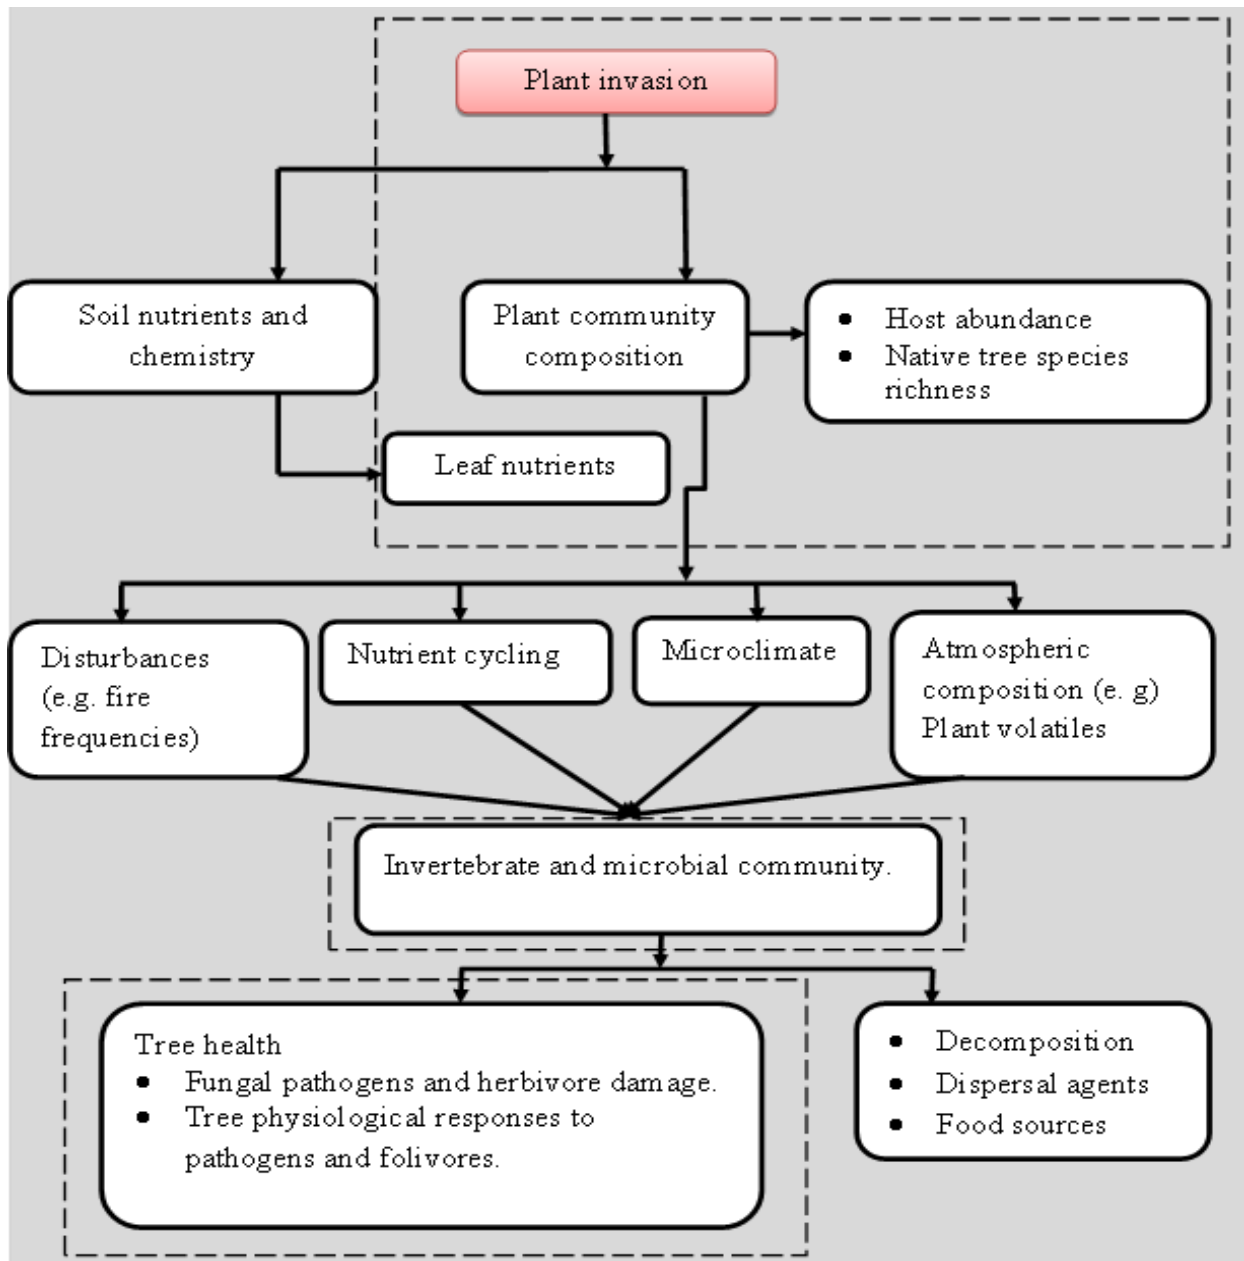 Plant invasion
Soil nutrients and
chemistry
Plant community
composition
● Host abundance
● Native tree species
richness
Leaf nutrients
Disturbances
(e.g. fire
frequencies)
Nutrient cycling
Microclimate
Atmospheric
composition (e. g)
Plant volatiles
Invertebrate and microbial community.
Tree health
● Fungal pathogens and herbivore damage.
● Tree physiological responses to
pathogens and folivores.
● Decomposition
● Dispersal agents
● Food sources